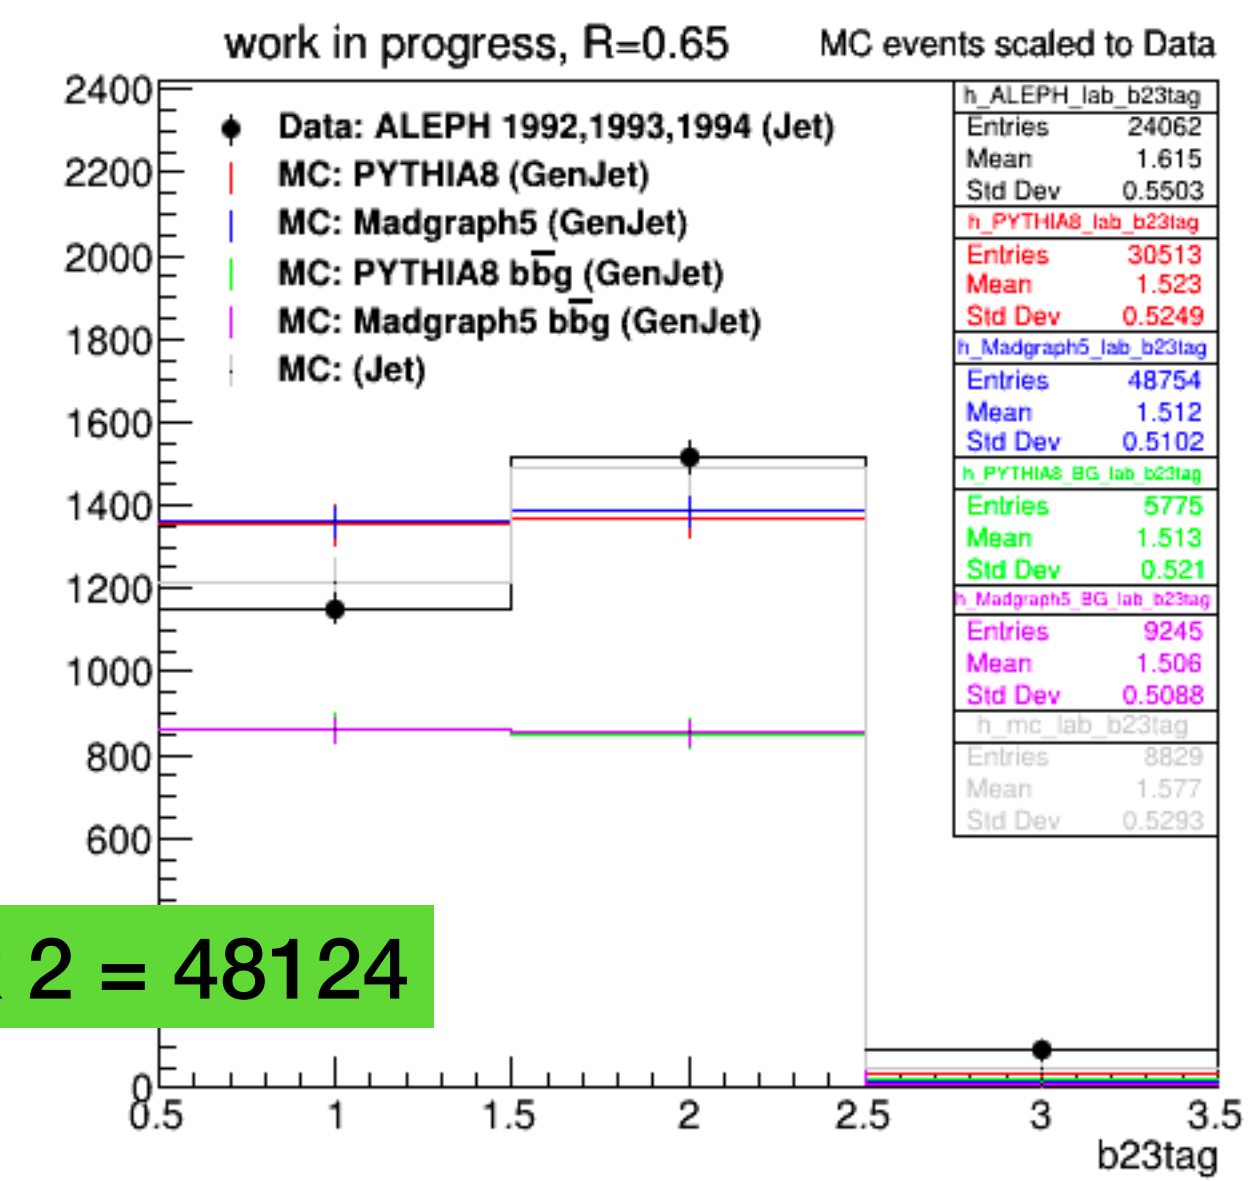 work in progress, R=0.65
MC events scaled to Data
2400
2200
2000
1800
1600
1400
1200
1000
800
600
0
Data: ALEPH 1992,1993,1994 (Jet)
MC: PYTHIA8 (GenJet)
MC: Madgraph5 (GenJet)
MC: PYTHIA8 bb̅g (GenJet)
MC: Madgraph5 bb̅g (GenJet)
MC: (Jet)
h_ALEPH_lab_b23tag
Entries 24062
Mean 1.615
Std Dev 0.5503
h_PYTHIA8_lab_b23tag
Entries 30513
Mean 1.523
Std Dev 0.5249
h_Madgraph5_lab_b23tag
Entries 48754
Mean 1.512
Std Dev 0.5102
h_PYTHIA8_BG_lab_b23tag
Entries 5775
Mean 1.513
Std Dev 0.521
h_Madgraph5_BG_lab_b23tag
Entries 9245
Mean 1.506
Std Dev 0.5088
h_mc_lab_b23tag
Entries 8829
Mean 1.577
Std Dev 0.5293
2 = 48124
0.5 1 1.5 2 2.5 3 3.5
b23tag